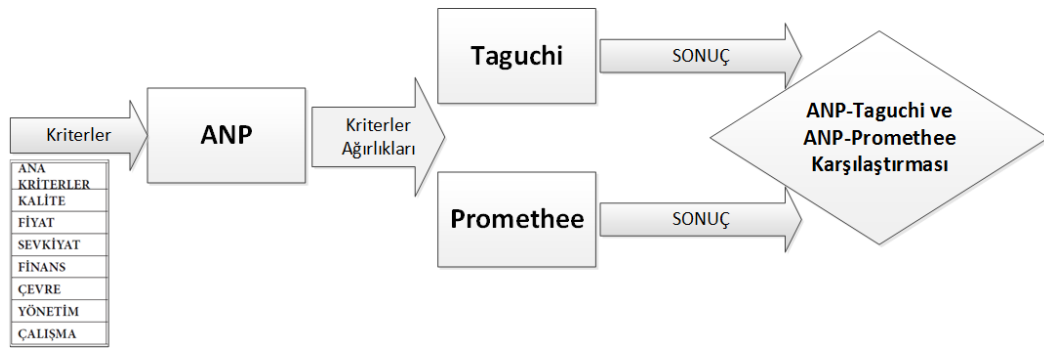 Kriterler
ANA
KRİTERLER
KALİTE
FİYAT
SEVKİYAT
FİNANS
ÇEVRE
YÖNETİM
ÇALIŞMA
ANP
Kriterler
Ağırlıkları
Taguchi
SONUÇ
Promethee
SONUÇ
ANP-Taguchi ve
ANP-Promethee
Karşılaştırması